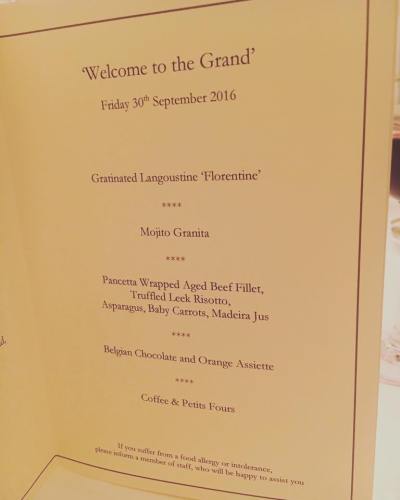 'Welcome to the Grand'
Friday 30th September 2016
Gratinated Langoustine 'Florentine'
****
Mojito Granita
****
Pancetta Wrapped Aged Beef Fillet,
Truffled Leek Risotto,
Asparagus, Baby Carrots, Madeira Jus
****
Belgian Chocolate and Orange Assiette
****
Coffee & Petits Fours
If you suffer from a food allergy or intolerance,
please inform a member of staff, who will be happy to assist you